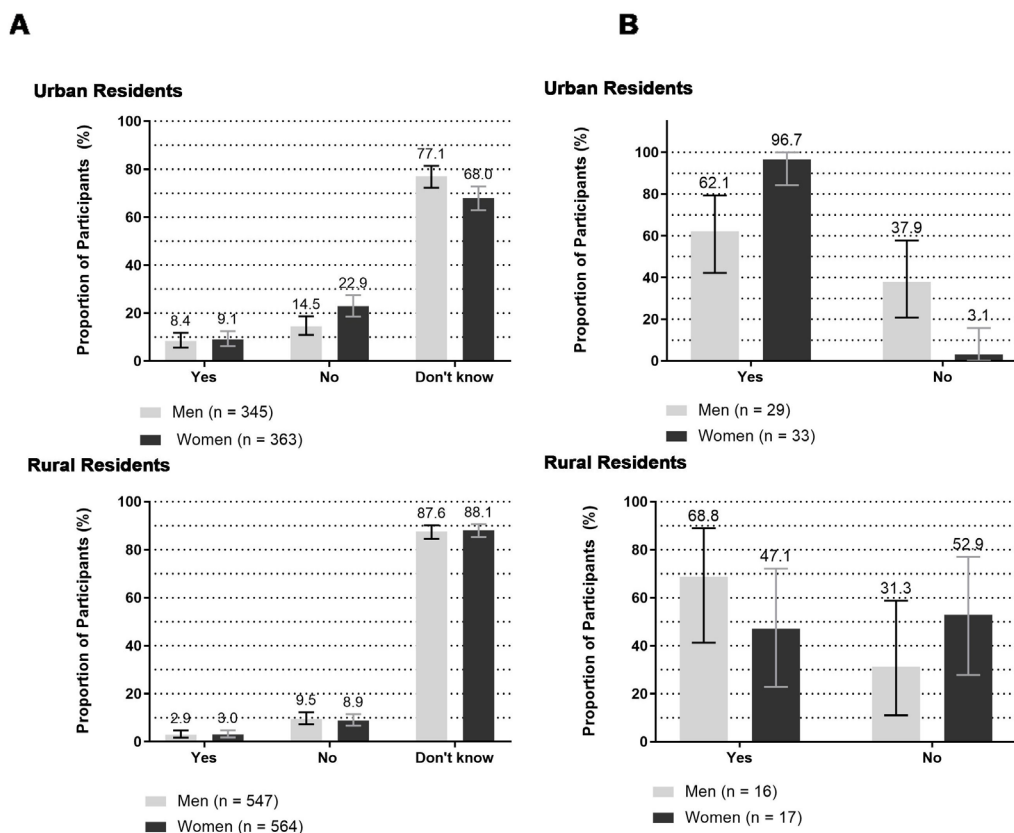 A
Urban Residents
Proportion of Participants (%)
100
80
60
40
20
0
8.4
9.1
14.5
22.9
77.1
68.0
Yes
No
Don't know
Men (n = 345)
Women (n = 363)
Rural Residents
Proportion of Participants (%)
100
80
60
40
20
0
2.9
3.0
9.5
8.9
87.6
88.1
Yes
No
Don't know
Men (n = 547)
Women (n = 564)
B
Urban Residents
Proportion of Participants (%)
100
80
60
40
20
0
62.1
96.7
37.9
3.1
Yes
No
Men (n = 29)
Women (n = 33)
Rural Residents
Proportion of Participants (%)
100
80
60
40
20
0
68.8
47.1
31.3
52.9
Yes
No
Men (n = 16)
Women (n = 17)